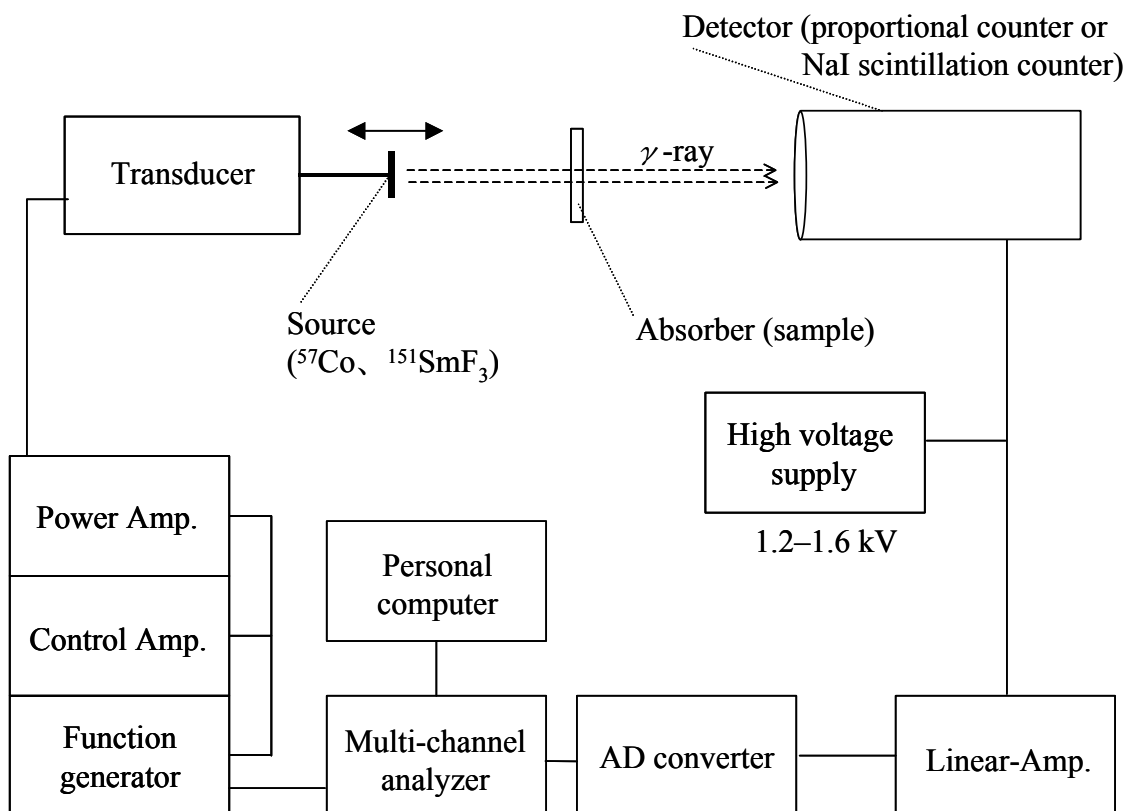 Detector (proportional counter or
NaI scintillation counter)
Transducer
γ-ray
Source
(⁵⁷Co、¹⁵¹SmF₃)
Absorber (sample)
High voltage
supply
1.2–1.6 kV
Power Amp.
Personal
computer
Control Amp.
Function
generator
Multi-channel
analyzer
AD converter
Linear-Amp.